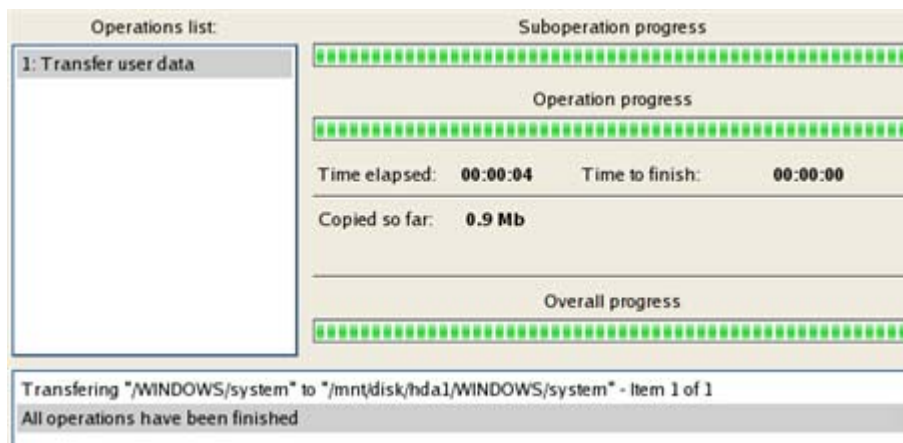 Operations list:
1: Transfer user data
Suboperation progress
Operation progress
Time elapsed: 00:00:04 Time to finish: 00:00:00
Copied so far: 0.9 Mb
Overall progress
Transfering "/WINDOWS/system" to "/mnt/disk/hda1/WINDOWS/system" - Item 1 of 1
All operations have been finished